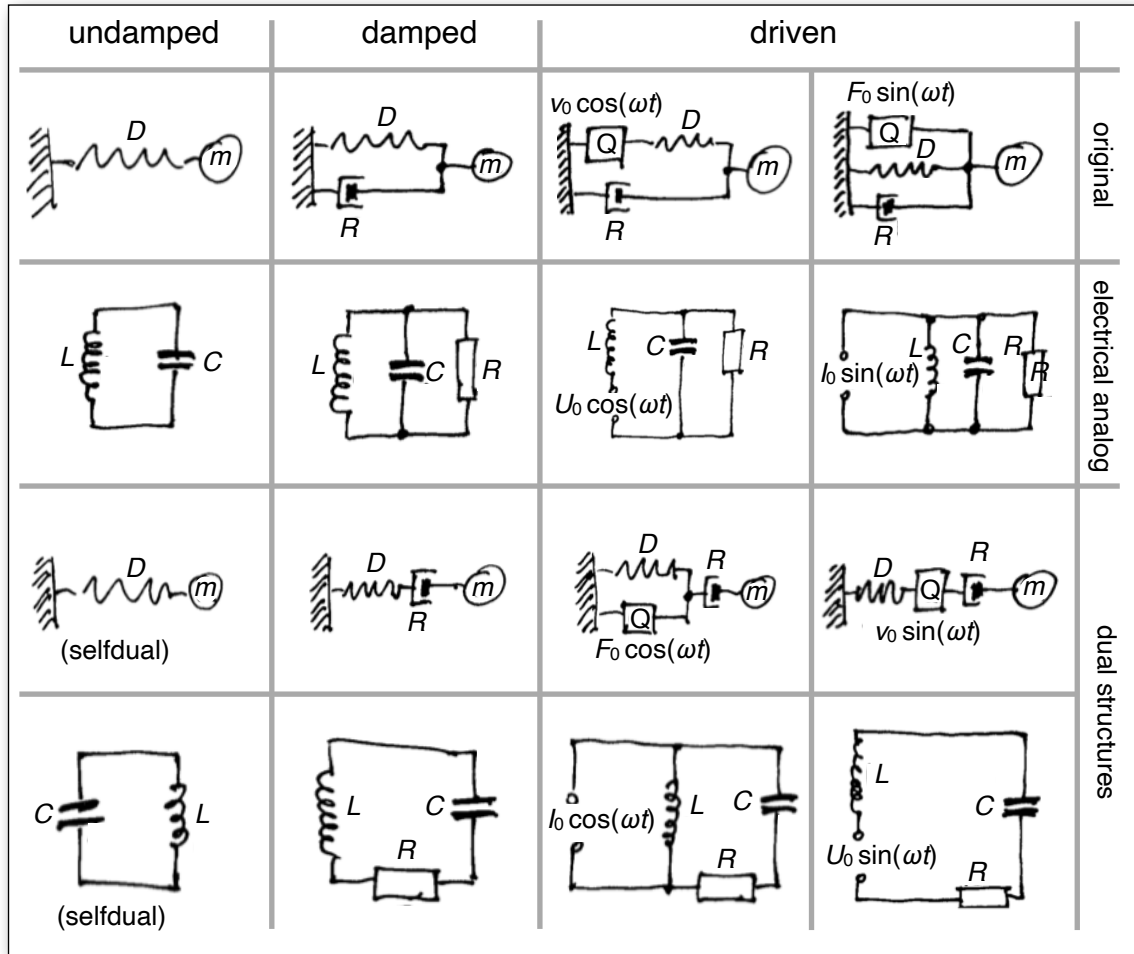 undamped
damped
driven
D
m
D
m
R
v₀ cos(ωt)
Q
D
m
R
F₀ sin(ωt)
Q
D
m
R
original
L
C
L
C
R
L
C
R
U₀ cos(ωt)
I₀ sin(ωt)
L
C
R
R
electrical analog
D
m
(selfdual)
D
m
R
D
R
m
Q
F₀ cos(ωt)
D
Q
R
m
v₀ sin(ωt)
C
L
(selfdual)
L
C
R
I₀ cos(ωt)
L
C
R
L
C
U₀ sin(ωt)
R
dual structures